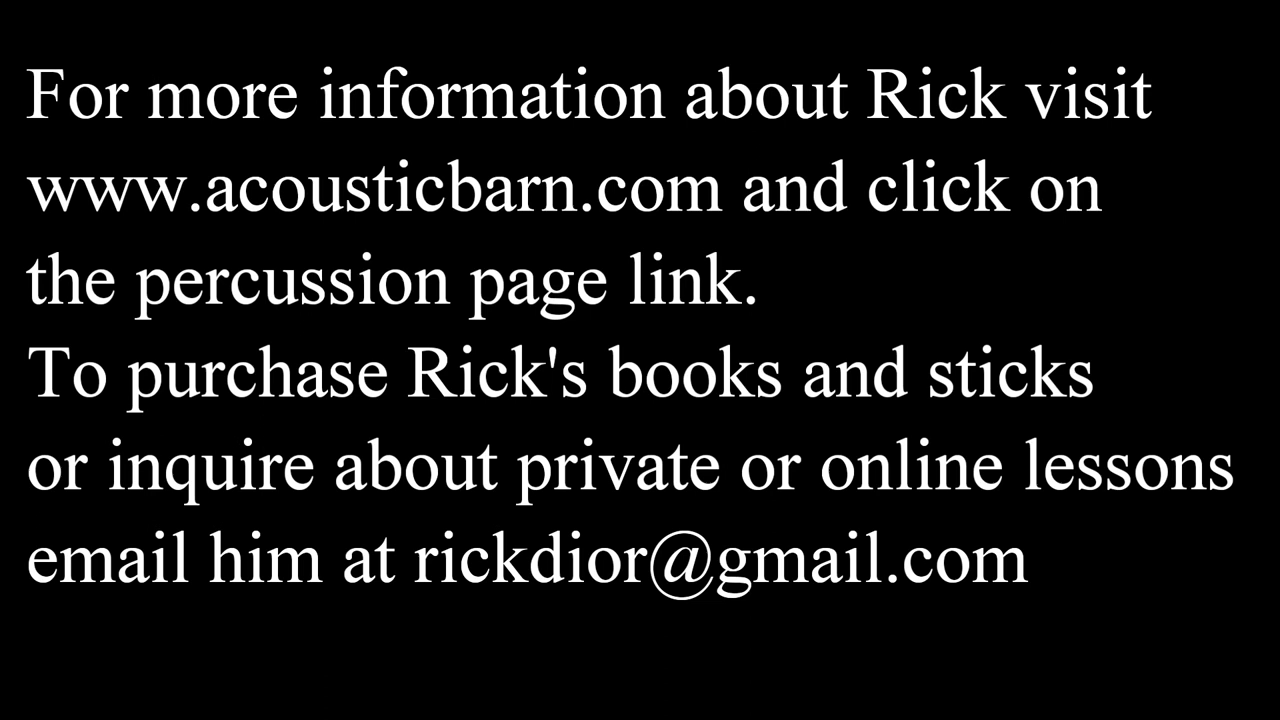 For more information about Rick visit
www.acousticbarn.com and click on
the percussion page link.
To purchase Rick's books and sticks
or inquire about private or online lessons
email him at rickdior@gmail.com